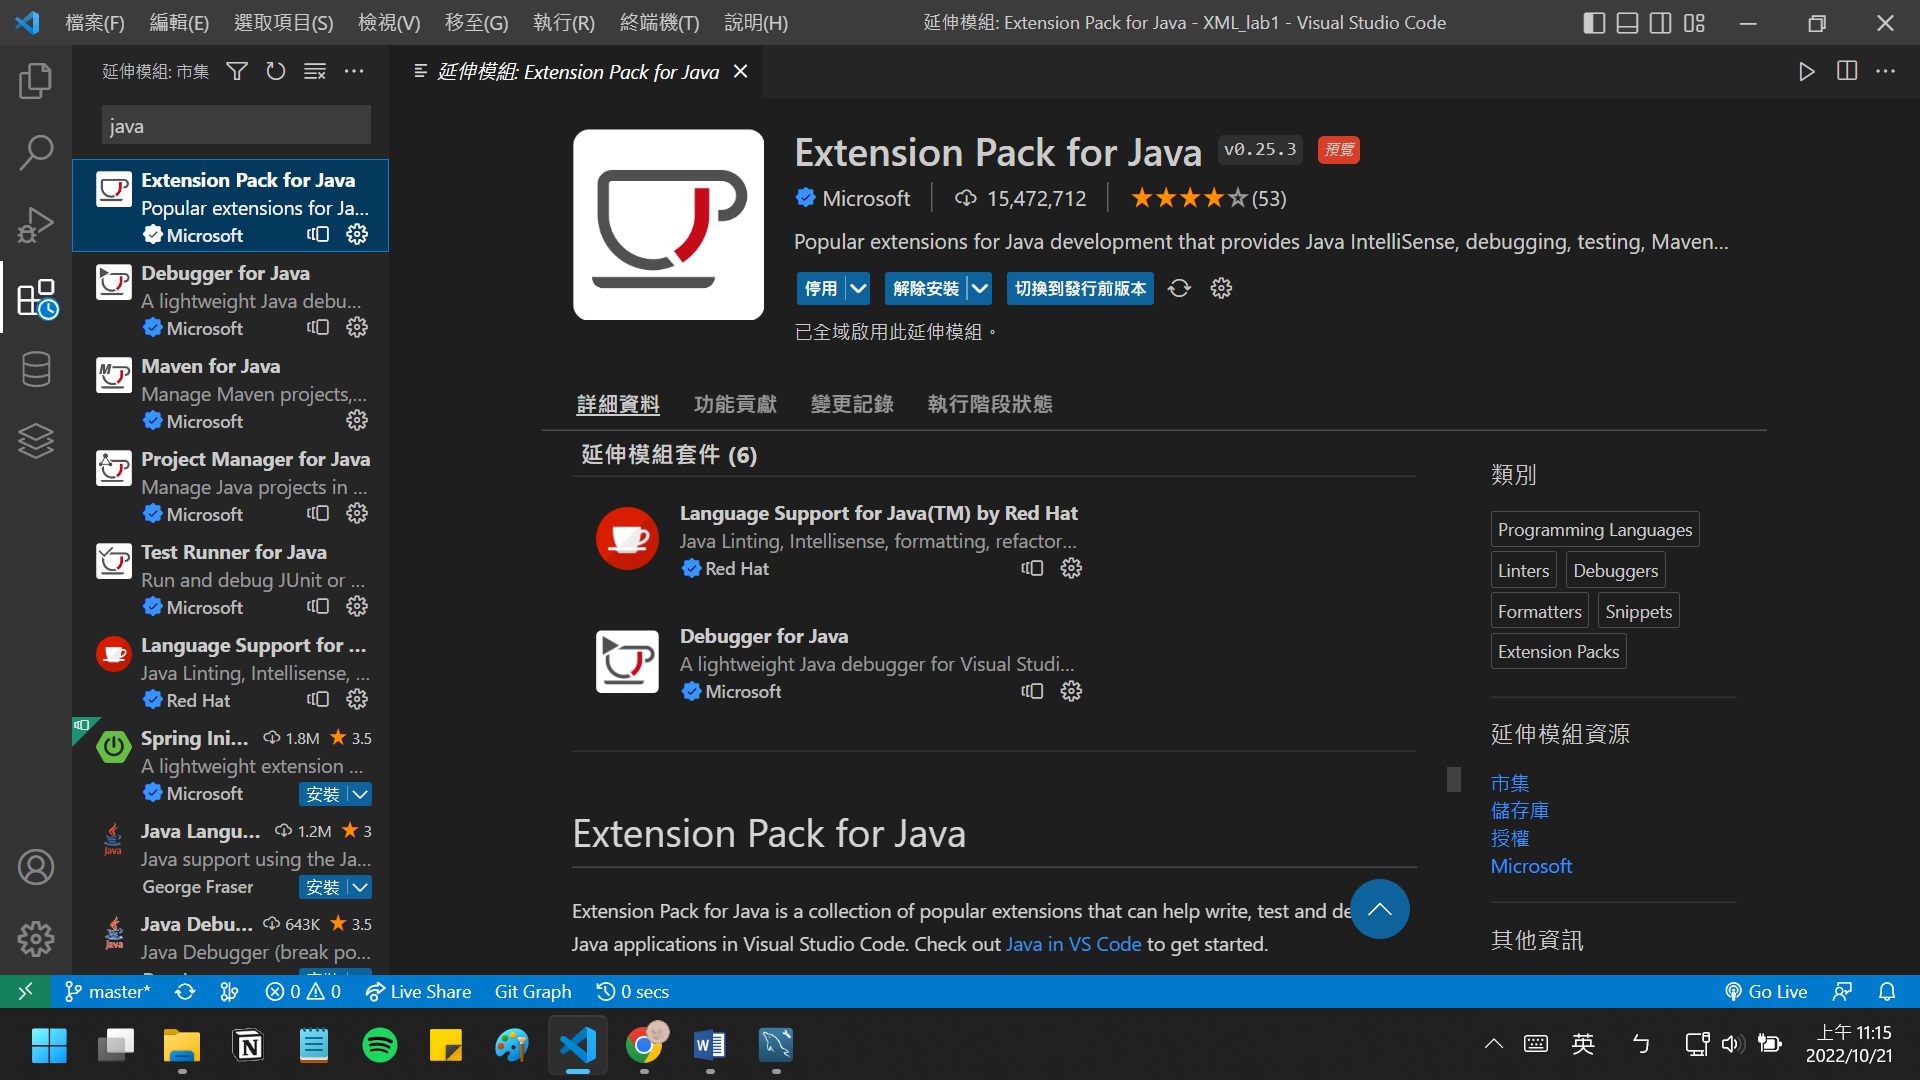 檔案(F) 編輯(E) 選取項目(S) 檢視(V) 移至(G) 執行(R) 終端機(T) 說明(H) 延伸模組: Extension Pack for Java - XML_lab1 - Visual Studio Code
延伸模組: 市集
延伸模組: Extension Pack for Java
java
Extension Pack for Java
Popular extensions for Ja...
Microsoft
Debugger for Java
A lightweight Java debu...
Microsoft
Maven for Java
Manage Maven projects,...
Microsoft
Project Manager for Java
Manage Java projects in ...
Microsoft
Test Runner for Java
Run and debug JUnit or ...
Microsoft
Language Support for ...
Java Linting, Intellisense, ...
Red Hat
Spring Ini... 1.8M 3.5
A lightweight extension ...
Microsoft 安裝
Java Langu... 1.2M 3
Java support using the Ja...
George Fraser 安裝
Java Debu... 643K 3.5
Java Debugger (break po...
Extension Pack for Java v0.25.3 預覽
Microsoft 15,472,712 (53)
Popular extensions for Java development that provides Java IntelliSense, debugging, testing, Maven...
停用 解除安裝 切換到發行前版本
已全域啟用此延伸模組。
詳細資料 功能貢獻 變更記錄 執行階段狀態
延伸模組套件 (6)
Language Support for Java(TM) by Red Hat
Java Linting, Intellisense, formatting, refactor...
Red Hat
Debugger for Java
A lightweight Java debugger for Visual Studi...
Microsoft
Extension Pack for Java
Extension Pack for Java is a collection of popular extensions that can help write, test and de
Java applications in Visual Studio Code. Check out Java in VS Code to get started.
類別
Programming Languages
Linters Debuggers
Formatters Snippets
Extension Packs
延伸模組資源
市集
儲存庫
授權
Microsoft
其他資訊
master* 0 0 Live Share Git Graph 0 secs Go Live
英 ㄅ 上午 11:15
2022/10/21